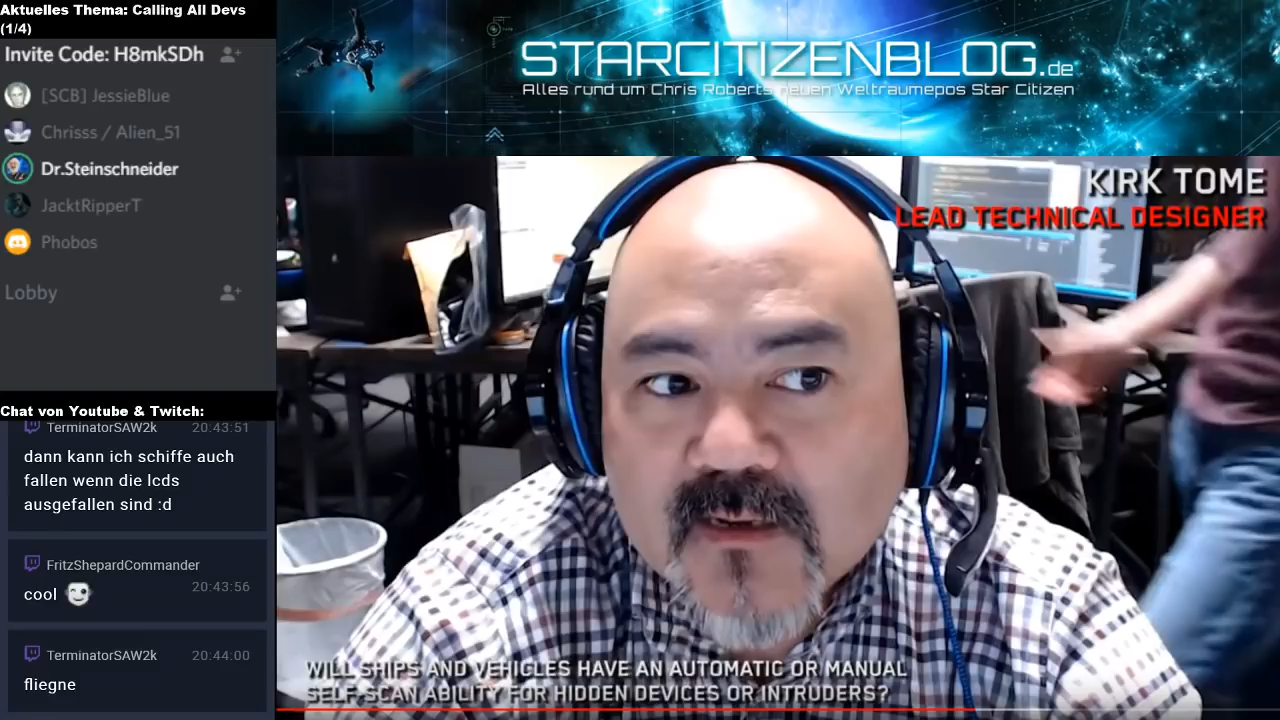 Aktuelles Thema: Calling All Devs
(1/4)
Invite Code: H8mkSDh
[SCB] JessieBlue
Chrisss / Alien_51
Dr.Steinschneider
JacktRipperT
Phobos
Lobby
Chat von Youtube & Twitch:
TerminatorSAW2k 20:43:51
dann kann ich schiffe auch
fallen wenn die lcds
ausgefallen sind :d
FritzShepardCommander
cool 20:43:56
TerminatorSAW2k 20:44:00
fliegne
STARCITIZENBLOG.de
Alles rund um Chris Roberts neuen Weltraumepos Star Citizen
KIRK TOME
LEAD TECHNICAL DESIGNER
WILL SHIPS AND VEHICLES HAVE AN AUTOMATIC OR MANUAL
SELF-SCAN ABILITY FOR HIDDEN DEVICES OR INTRUDERS?